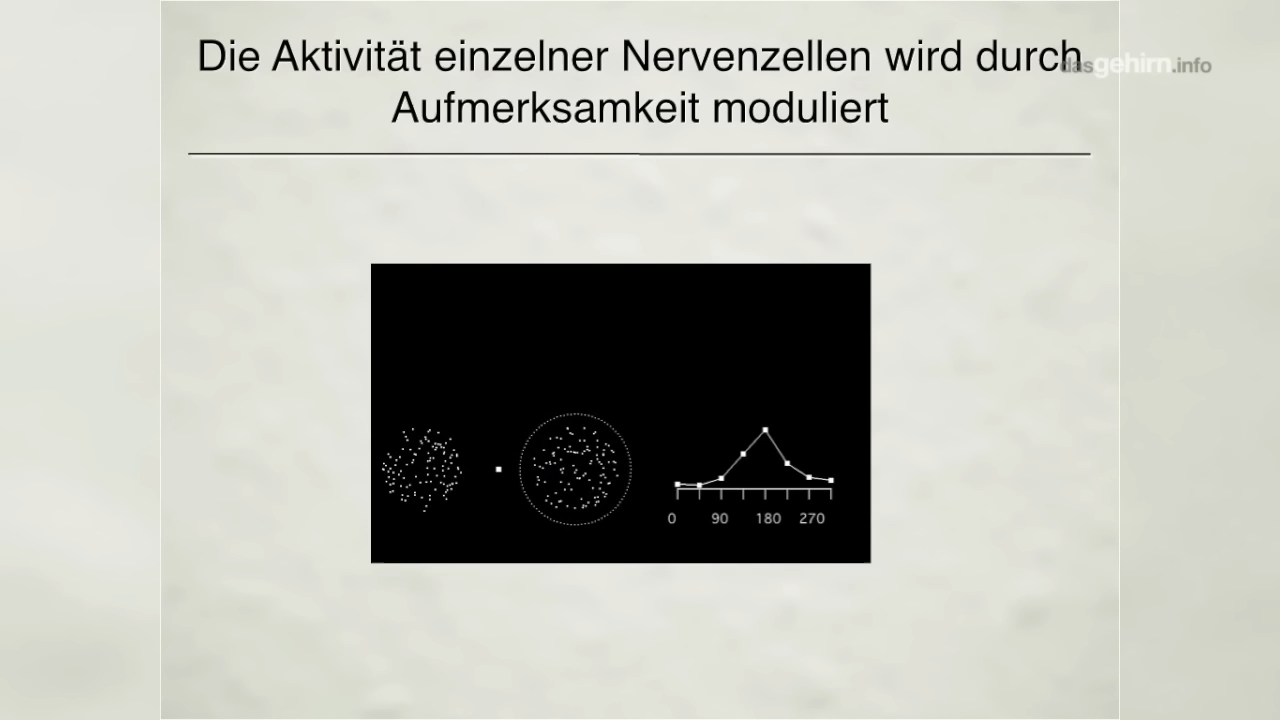 Die Aktivität einzelner Nervenzellen wird durch
dasgehirn.info
Aufmerksamkeit moduliert
0 90 180 270